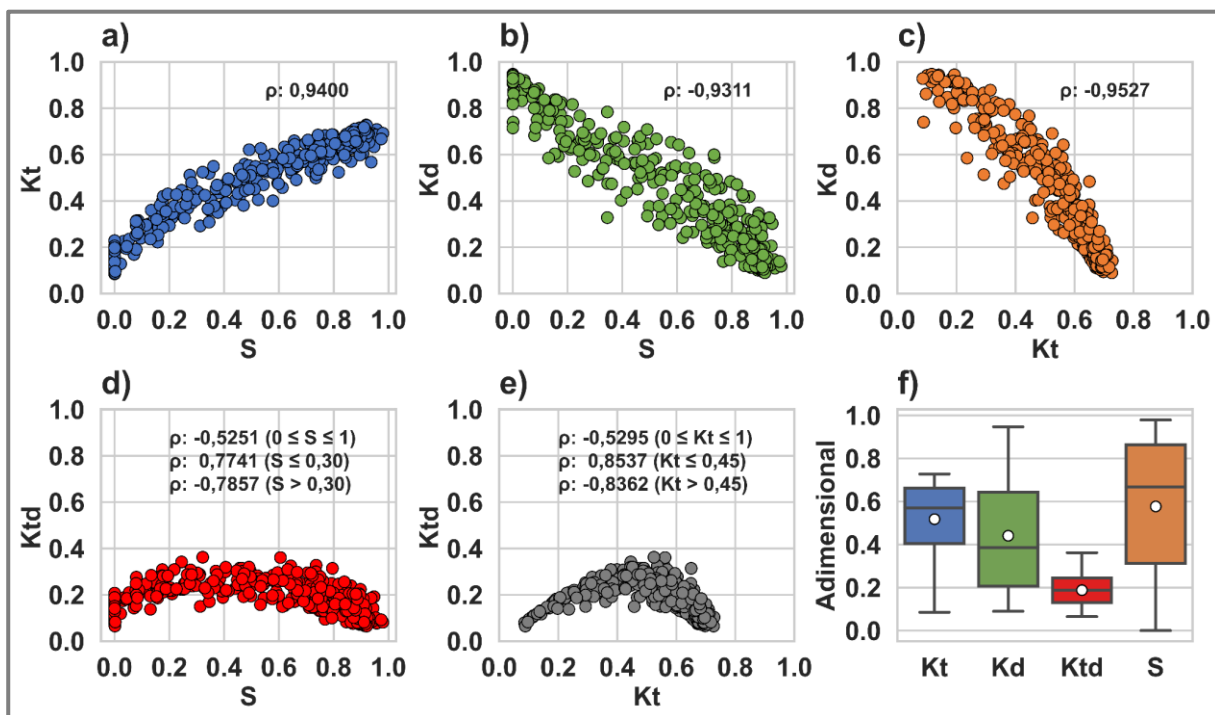 a)
1.0
0.8
0.6
0.4
0.2
0.0
Kt
ρ: 0,9400
0.0 0.2 0.4 0.6 0.8 1.0
S
b)
1.0
0.8
0.6
0.4
0.2
0.0
Kd
ρ: -0,9311
0.0 0.2 0.4 0.6 0.8 1.0
S
c)
1.0
0.8
0.6
0.4
0.2
0.0
Kd
ρ: -0,9527
0.0 0.2 0.4 0.6 0.8 1.0
Kt
d)
1.0
0.8
0.6
0.4
0.2
0.0
Ktd
ρ: -0,5251 (0 ≤ S ≤ 1)
ρ: 0,7741 (S ≤ 0,30)
ρ: -0,7857 (S > 0,30)
0.0 0.2 0.4 0.6 0.8 1.0
S
e)
1.0
0.8
0.6
0.4
0.2
0.0
Ktd
ρ: -0,5295 (0 ≤ Kt ≤ 1)
ρ: 0,8537 (Kt ≤ 0,45)
ρ: -0,8362 (Kt > 0,45)
0.0 0.2 0.4 0.6 0.8 1.0
Kt
f)
1.0
0.8
0.6
0.4
0.2
0.0
Adimensional
Kt Kd Ktd S